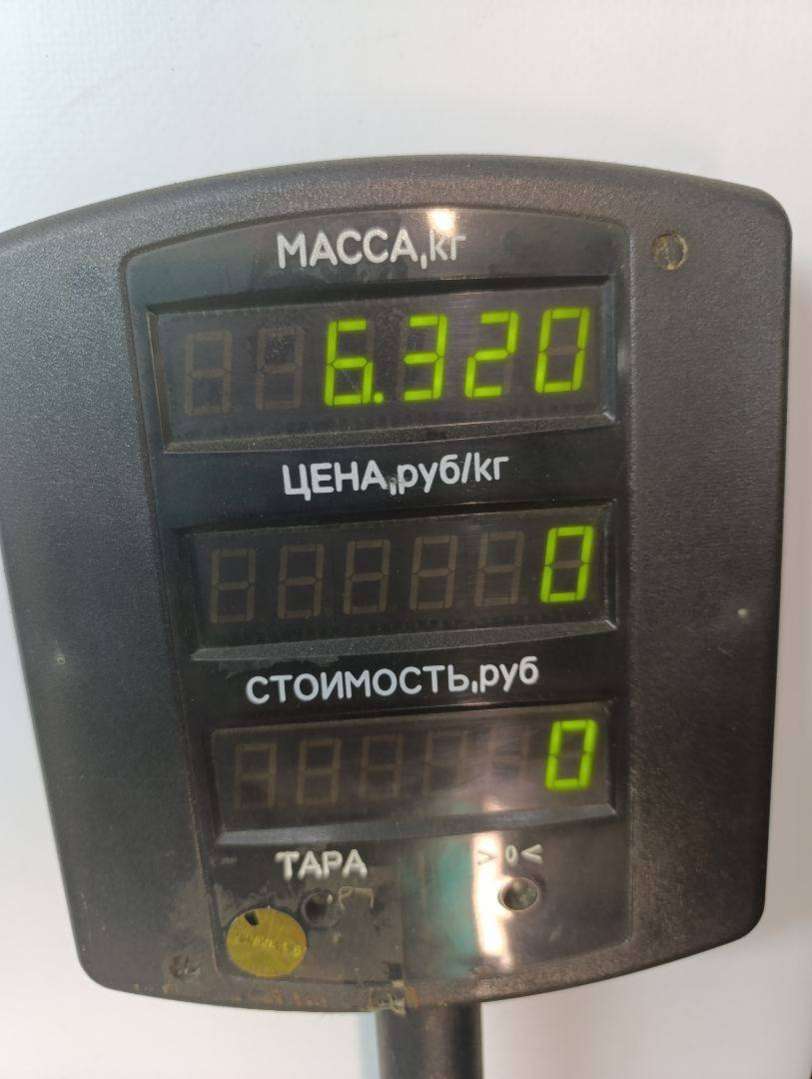 МАССА,кг
6.320
ЦЕНА,руб/кг
0
СТОИМОСТЬ,руб
0
ТАРА >0<